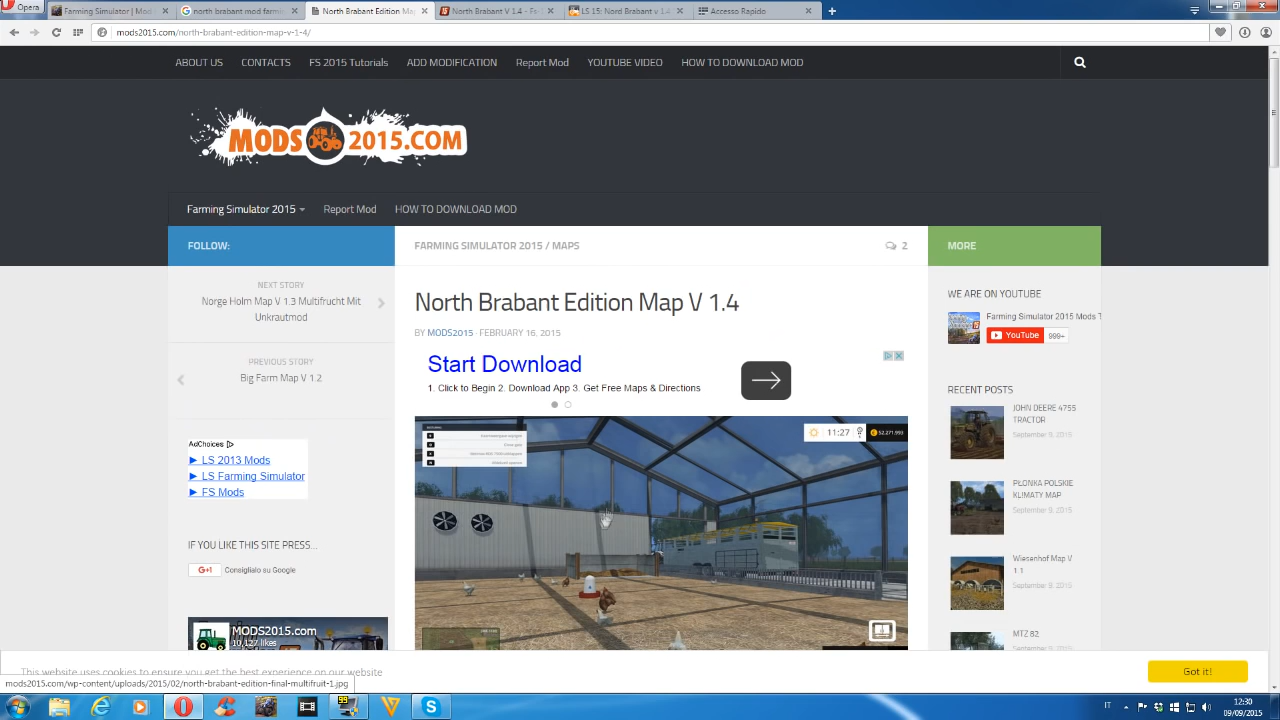 Opera
Farming Simulator | Mod
north brabant mod farmin
North Brabant Edition Map
North Brabant V 1.4 - Fs
LS 15: Nord Brabant v 1.4
Accesso Rapido
mods2015.com/north-brabant-edition-map-v-1-4/
ABOUT US
CONTACTS
FS 2015 Tutorials
ADD MODIFICATION
Report Mod
YOUTUBE VIDEO
HOW TO DOWNLOAD MOD
MODS 2015.COM
Farming Simulator 2015
Report Mod
HOW TO DOWNLOAD MOD
FOLLOW:
NEXT STORY
Norge Holm Map V 1.3 Multifrucht Mit
Unkrautmod
PREVIOUS STORY
Big Farm Map V 1.2
AdChoices
► LS 2013 Mods
► LS Farming Simulator
► FS Mods
IF YOU LIKE THIS SITE PRESS...
G+1 Consiglialo su Google
MODS2015.com
10,127 likes
FARMING SIMULATOR 2015 / MAPS
2
North Brabant Edition Map V 1.4
BY MODS2015 · FEBRUARY 16, 2015
Start Download
1. Click to Begin 2. Download App 3. Get Free Maps & Directions
11:27
MORE
WE ARE ON YOUTUBE
Farming Simulator 2015 Mods T
YouTube 999+
RECENT POSTS
JOHN DEERE 4755
TRACTOR
September 9, 2015
PŁONKA POLSKIE
KLIMATY MAP
September 9, 2015
Wiesenhof Map V
1.1
September 9, 2015
MTZ 82
This website uses cookies to ensure you get the best experience on our website
Got it!
mods2015.com/wp-content/uploads/2015/02/north-brabant-edition-final-multifruit-1.jpg
99
IT
12:30
09/09/2015